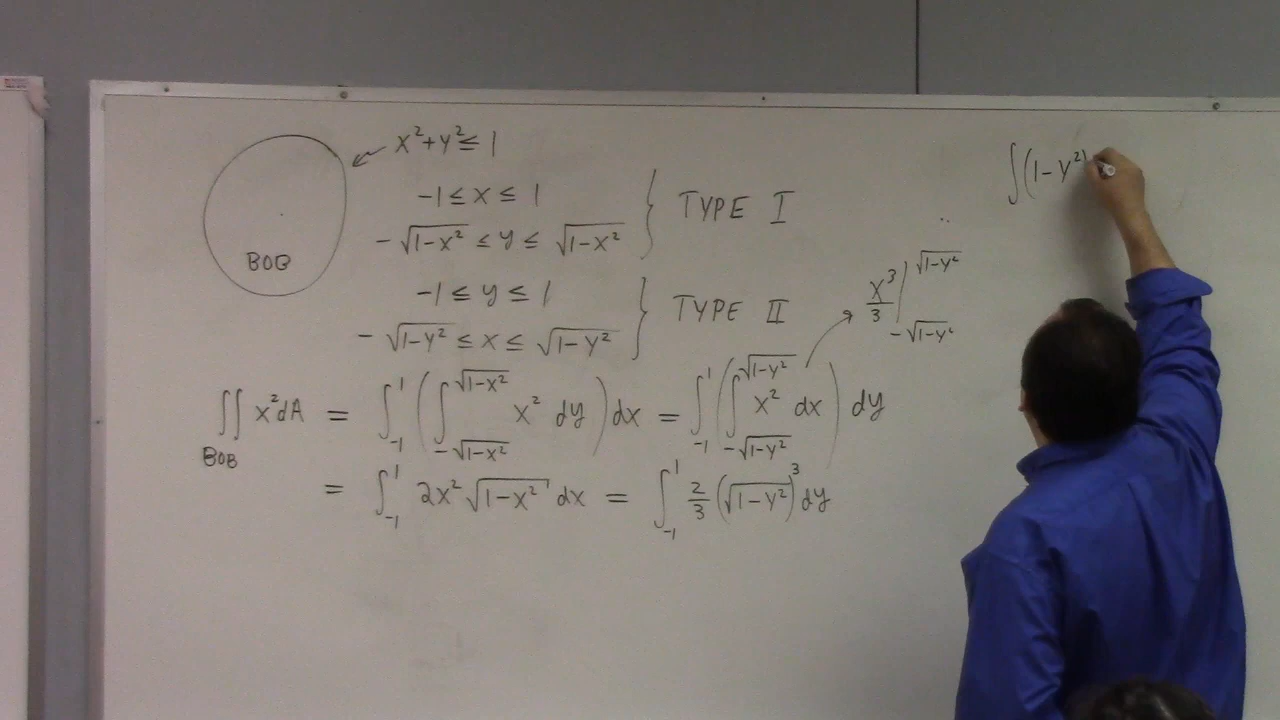 x²+y² ≤ 1
-1 ≤ x ≤ 1
-√(1-x²) ≤ y ≤ √(1-x²) } TYPE I
BOB
-1 ≤ y ≤ 1
-√(1-y²) ≤ x ≤ √(1-y²) } TYPE II
∬_BOB x² dA = ∫_{-1}^{1} ( ∫_{-√(1-x²)}^{√(1-x²)} x² dy ) dx = ∫_{-1}^{1} ( ∫_{-√(1-y²)}^{√(1-y²)} x² dx ) dy
= ∫_{-1}^{1} 2x² √(1-x²) dx = ∫_{-1}^{1} 2/3 (√(1-y²))³ dy
x³/3 |_{-√(1-y²)}^{√(1-y²)}
∫(1-y²)